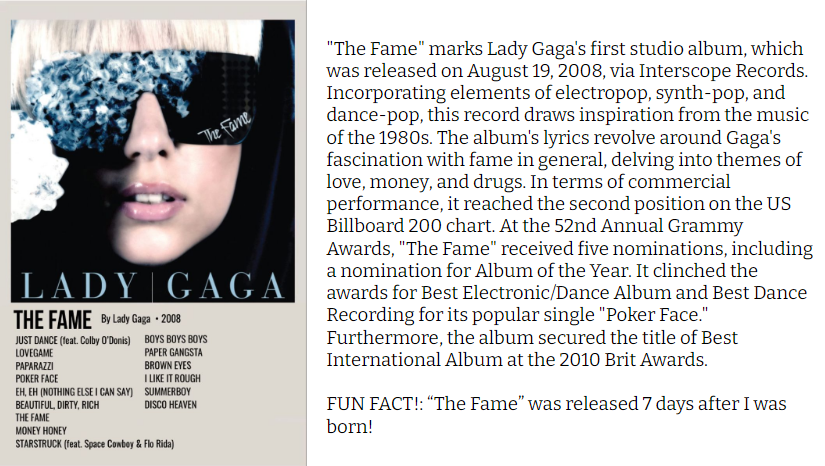 The Fame
LADY | GAGA
THE FAME By Lady Gaga • 2008
JUST DANCE (feat. Colby O'Donis)
LOVEGAME
PAPARAZZI
POKER FACE
EH, EH (NOTHING ELSE I CAN SAY)
BEAUTIFUL, DIRTY, RICH
THE FAME
MONEY HONEY
STARSTRUCK (feat. Space Cowboy & Flo Rida)
BOYS BOYS BOYS
PAPER GANGSTA
BROWN EYES
I LIKE IT ROUGH
SUMMERBOY
DISCO HEAVEN
"The Fame" marks Lady Gaga's first studio album, which
was released on August 19, 2008, via Interscope Records.
Incorporating elements of electropop, synth-pop, and
dance-pop, this record draws inspiration from the music
of the 1980s. The album's lyrics revolve around Gaga's
fascination with fame in general, delving into themes of
love, money, and drugs. In terms of commercial
performance, it reached the second position on the US
Billboard 200 chart. At the 52nd Annual Grammy
Awards, "The Fame" received five nominations, including
a nomination for Album of the Year. It clinched the
awards for Best Electronic/Dance Album and Best Dance
Recording for its popular single "Poker Face."
Furthermore, the album secured the title of Best
International Album at the 2010 Brit Awards.
FUN FACT!: “The Fame” was released 7 days after I was
born!